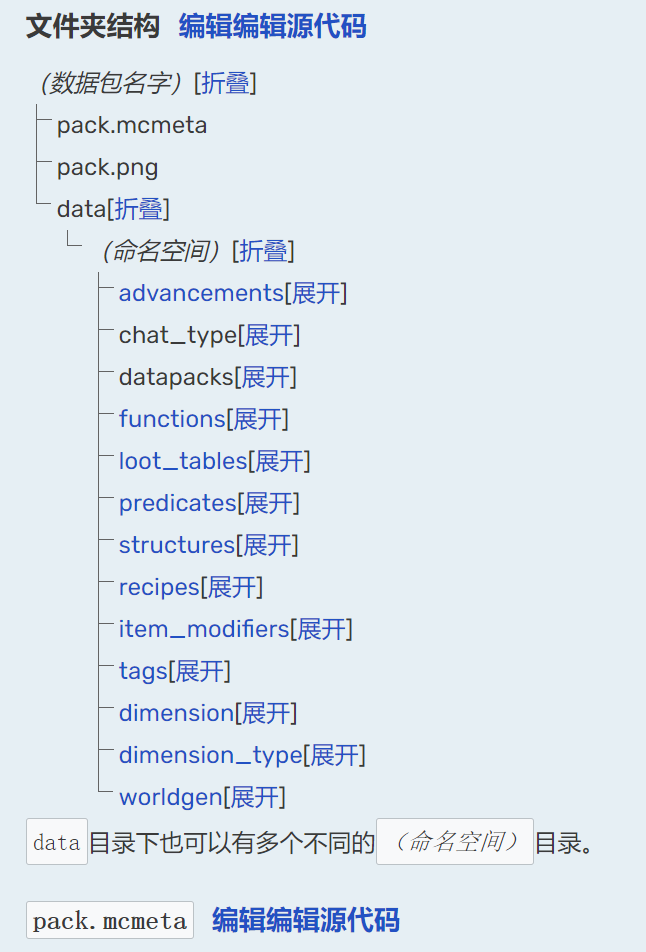 文件夹结构 编辑编辑源代码
（数据包名字）[折叠]
pack.mcmeta
pack.png
data[折叠]
（命名空间）[折叠]
advancements[展开]
chat_type[展开]
datapacks[展开]
functions[展开]
loot_tables[展开]
predicates[展开]
structures[展开]
recipes[展开]
item_modifiers[展开]
tags[展开]
dimension[展开]
dimension_type[展开]
worldgen[展开]
data目录下也可以有多个不同的（命名空间）目录。
pack.mcmeta 编辑编辑源代码